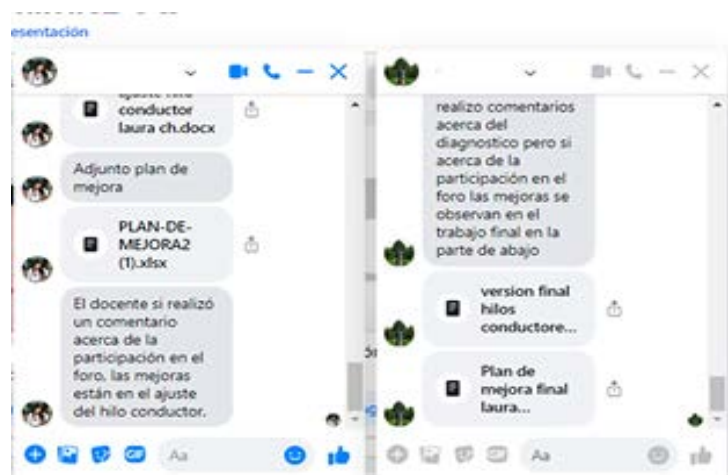 esentación
conductor
laura ch.docx
Adjunto plan de
mejora
PLAN-DE-
MEJORA2
(1).xlsx
El docente si realizó
un comentario
acerca de la
participación en el
foro, las mejoras
están en el ajuste
del hilo conductor.
GIF
Aa
realizo comentarios
acerca del
diagnostico pero si
acerca de la
participación en el
foro las mejoras se
observan en el
trabajo final en la
parte de abajo
version final
hilos
conductore...
Plan de
mejora final
laura...
GIF
Aa